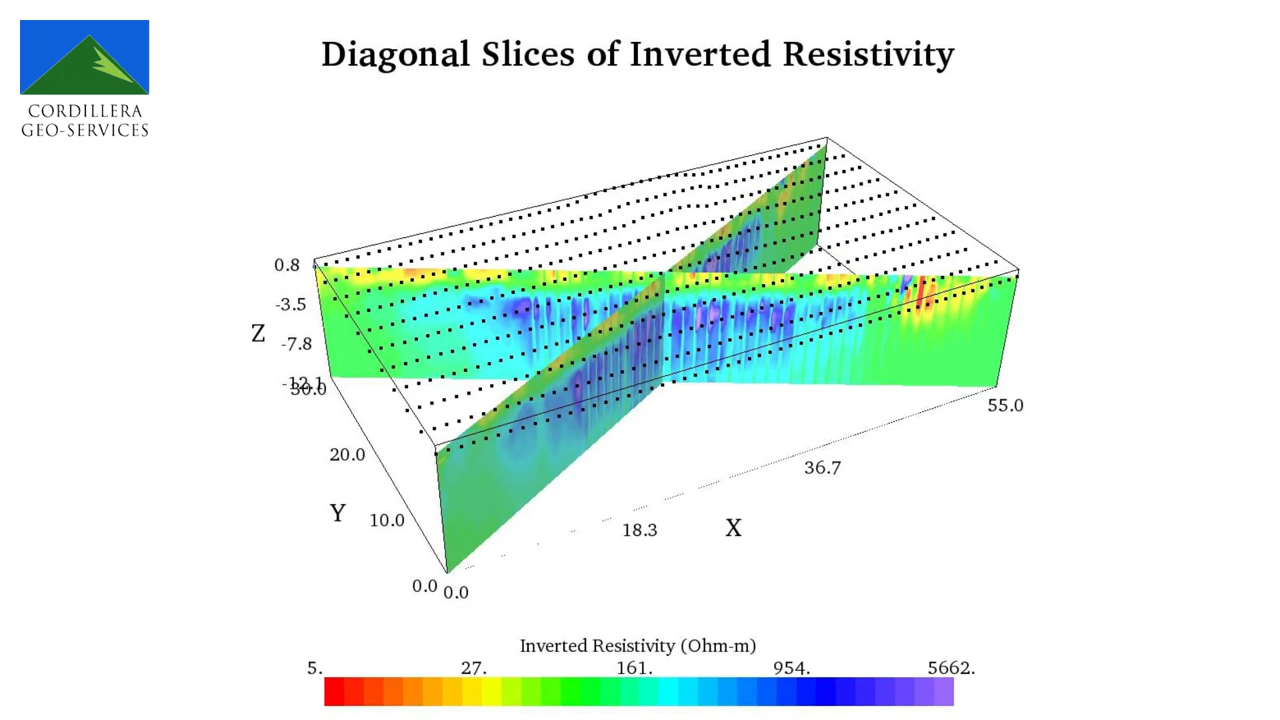 Diagonal Slices of Inverted Resistivity
CORDILLERA
GEO-SERVICES
0.8
-3.5
Z
-7.8
-12.1
30.0
20.0
Y
10.0
0.0
0.0
18.3
X
36.7
55.0
Inverted Resistivity (Ohm-m)
5. 27. 161. 954. 5662.